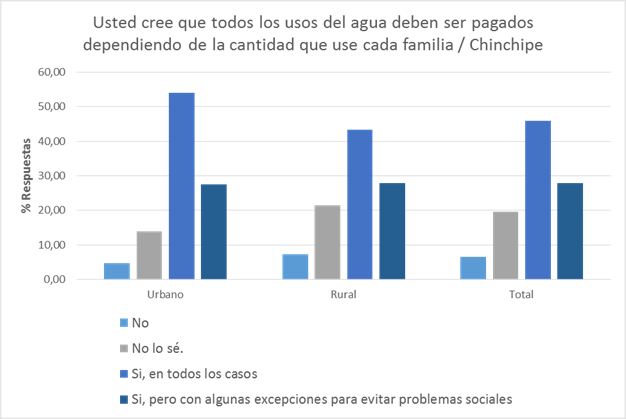 Usted cree que todos los usos del agua deben ser pagados
dependiendo de la cantidad que use cada familia / Chinchipe
% Respuestas
60,00
50,00
40,00
30,00
20,00
10,00
0,00
Urbano
Rural
Total
No
No lo sé.
Si, en todos los casos
Si, pero con algunas excepciones para evitar problemas sociales